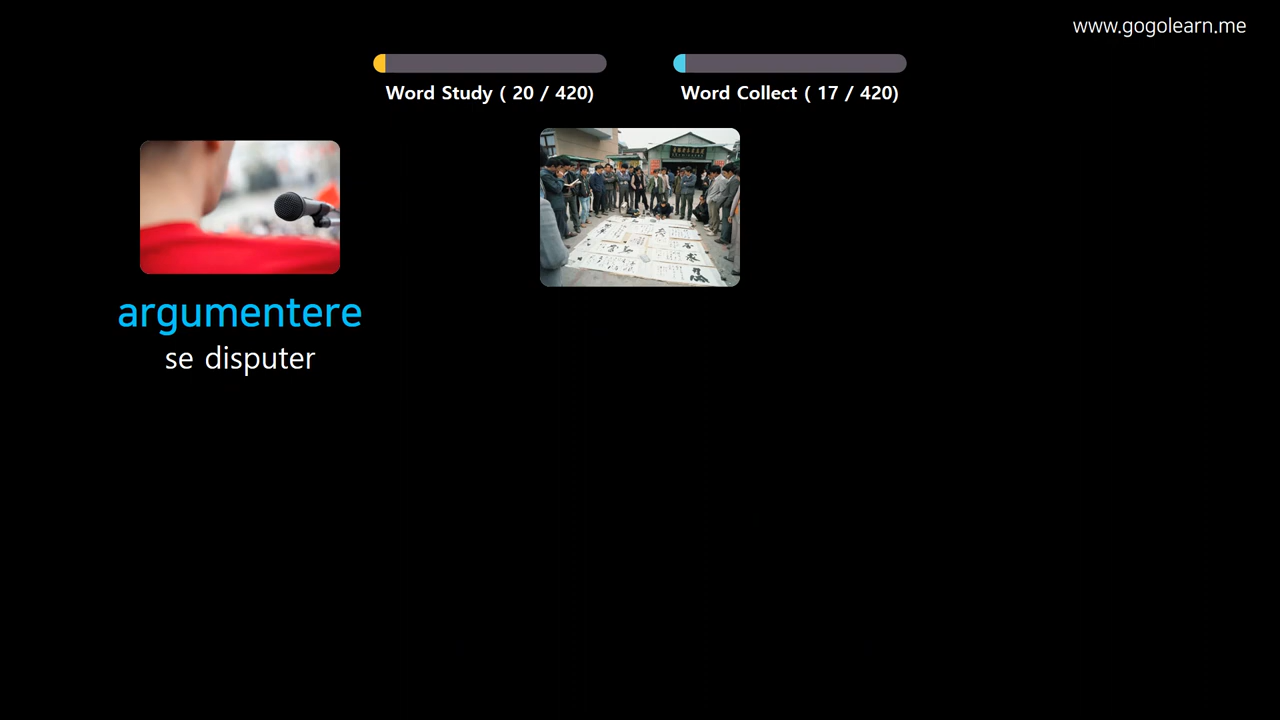 www.gogolearn.me
Word Study ( 20 / 420)
Word Collect ( 17 / 420)
argumentere
se disputer